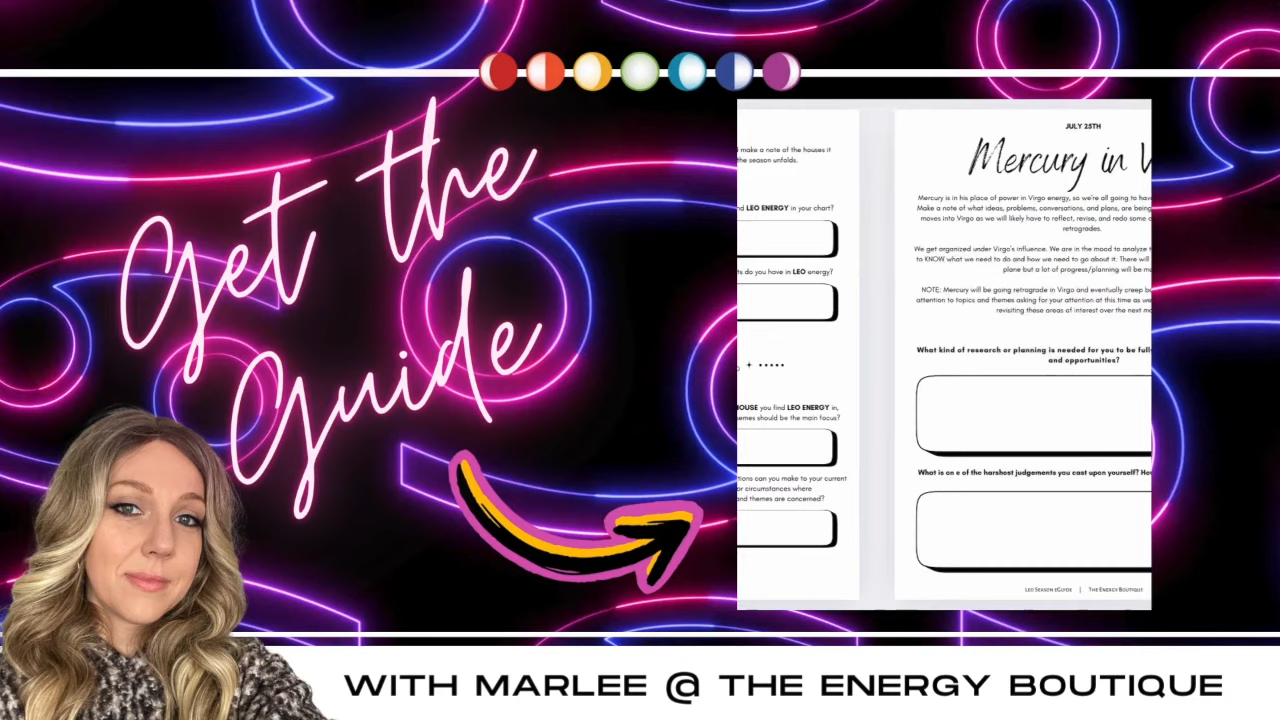 Get the
Guide
make a note of the houses it
the season unfolds.
LEO ENERGY in your chart?
do you have in LEO energy?
HOUSE you find LEO ENERGY in,
should be the main focus?
can you make to your current
or circumstances where
and themes are concerned?
JULY 25TH
Mercury in
Mercury is in his place of power in Virgo energy, so we're all going to have
Make a note of what ideas, problems, conversations, and plans, are being
moves into Virgo as we will likely have to reflect, revise, and redo some
retrogrades.
We get organized under Virgo's influence. We are in the mood to analyze
to KNOW what we need to do and how we need to go about it: There will
plane but a lot of progress/planning will be
NOTE: Mercury will be going retrograde in Virgo and eventually creep
attention to topics and themes asking for your attention at this time as we
revisiting these areas of interest over the next
What kind of research or planning is needed for you to be
and opportunities?
What is on e of the harshest judgements you cast upon yourself?
LEO SEASON EGUIDE | THE ENERGY BOUTIQUE
WITH MARLEE @ THE ENERGY BOUTIQUE